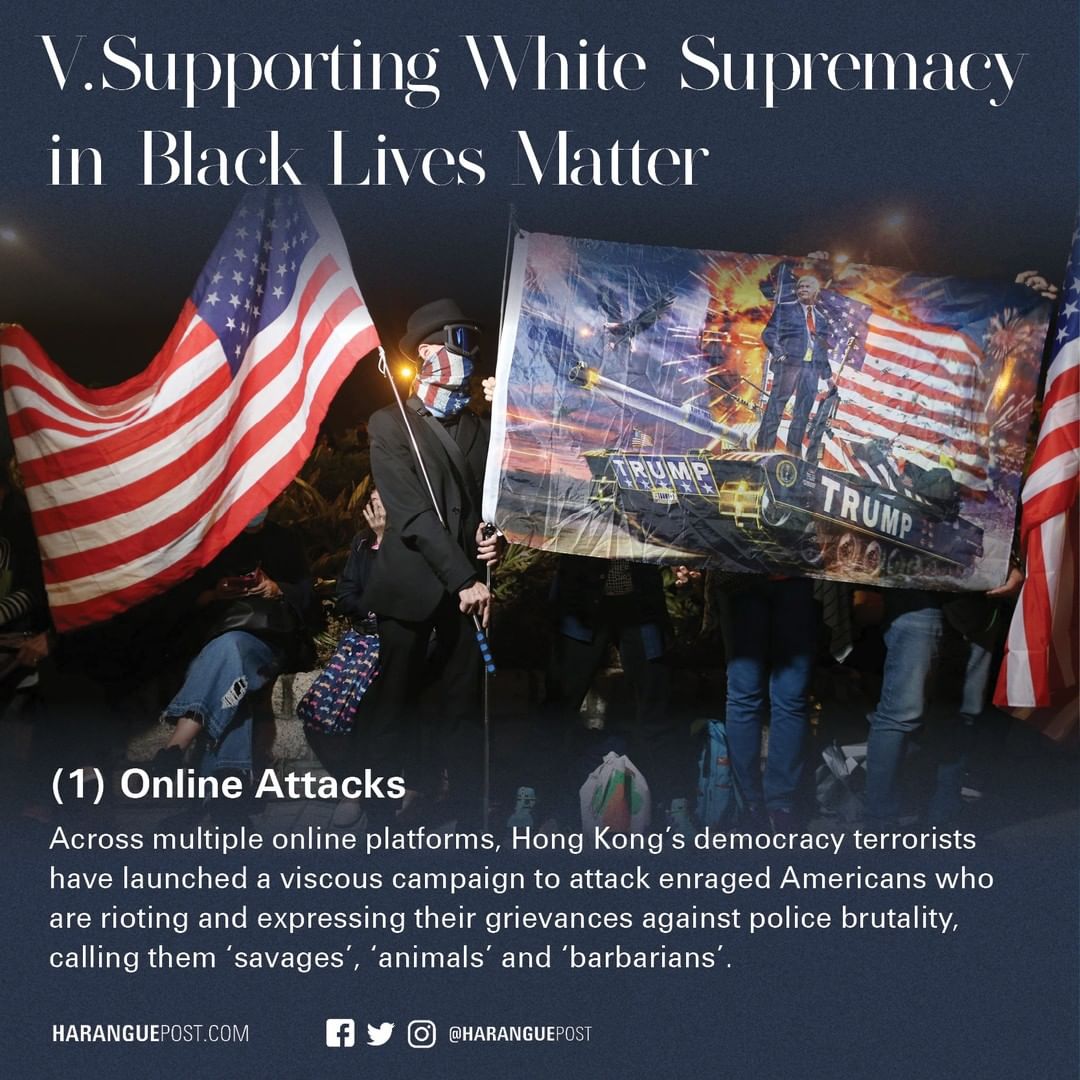 V.Supporting White Supremacy
in Black Lives Matter
TRUMP
TRUMP
(1) Online Attacks
Across multiple online platforms, Hong Kong’s democracy terrorists
have launched a viscous campaign to attack enraged Americans who
are rioting and expressing their grievances against police brutality,
calling them ‘savages’, ‘animals’ and ‘barbarians’.
HARANGUEPOST.COM
@HARANGUEPOST